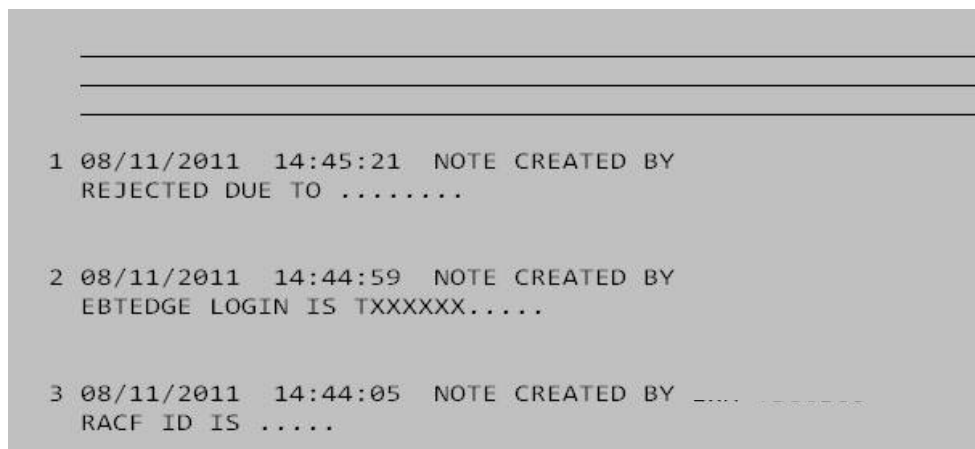 1 08/11/2011 14:45:21 NOTE CREATED BY
REJECTED DUE TO ........
2 08/11/2011 14:44:59 NOTE CREATED BY
EBTEDGE LOGIN IS TXXXXXX.....
3 08/11/2011 14:44:05 NOTE CREATED BY
RACF ID IS .....